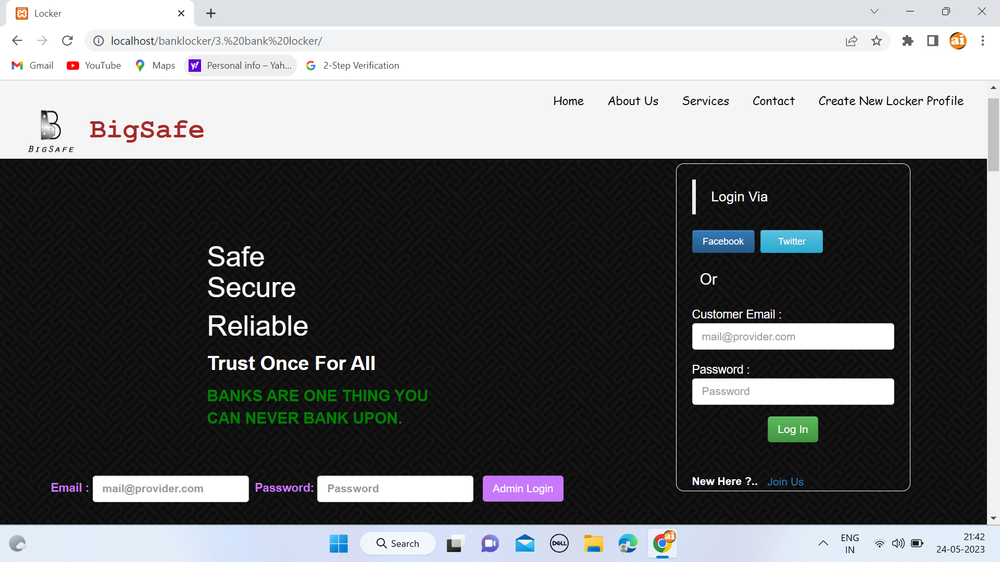 Locker
localhost/banklocker/3.%20bank%20locker/
ai
Gmail
YouTube
Maps
y! Personal info – Yah...
2-Step Verification
Home
About Us
Services
Contact
Create New Locker Profile
B
BIGSAFE
BigSafe
Safe
Secure
Reliable
Trust Once For All
BANKS ARE ONE THING YOU
CAN NEVER BANK UPON.
Login Via
Facebook
Twitter
Or
Customer Email :
mail@provider.com
Password :
Password
Log In
New Here ?.. Join Us
Email : mail@provider.com Password: Password Admin Login
Search
DELL
ai
ENG
IN
21:42
24-05-2023